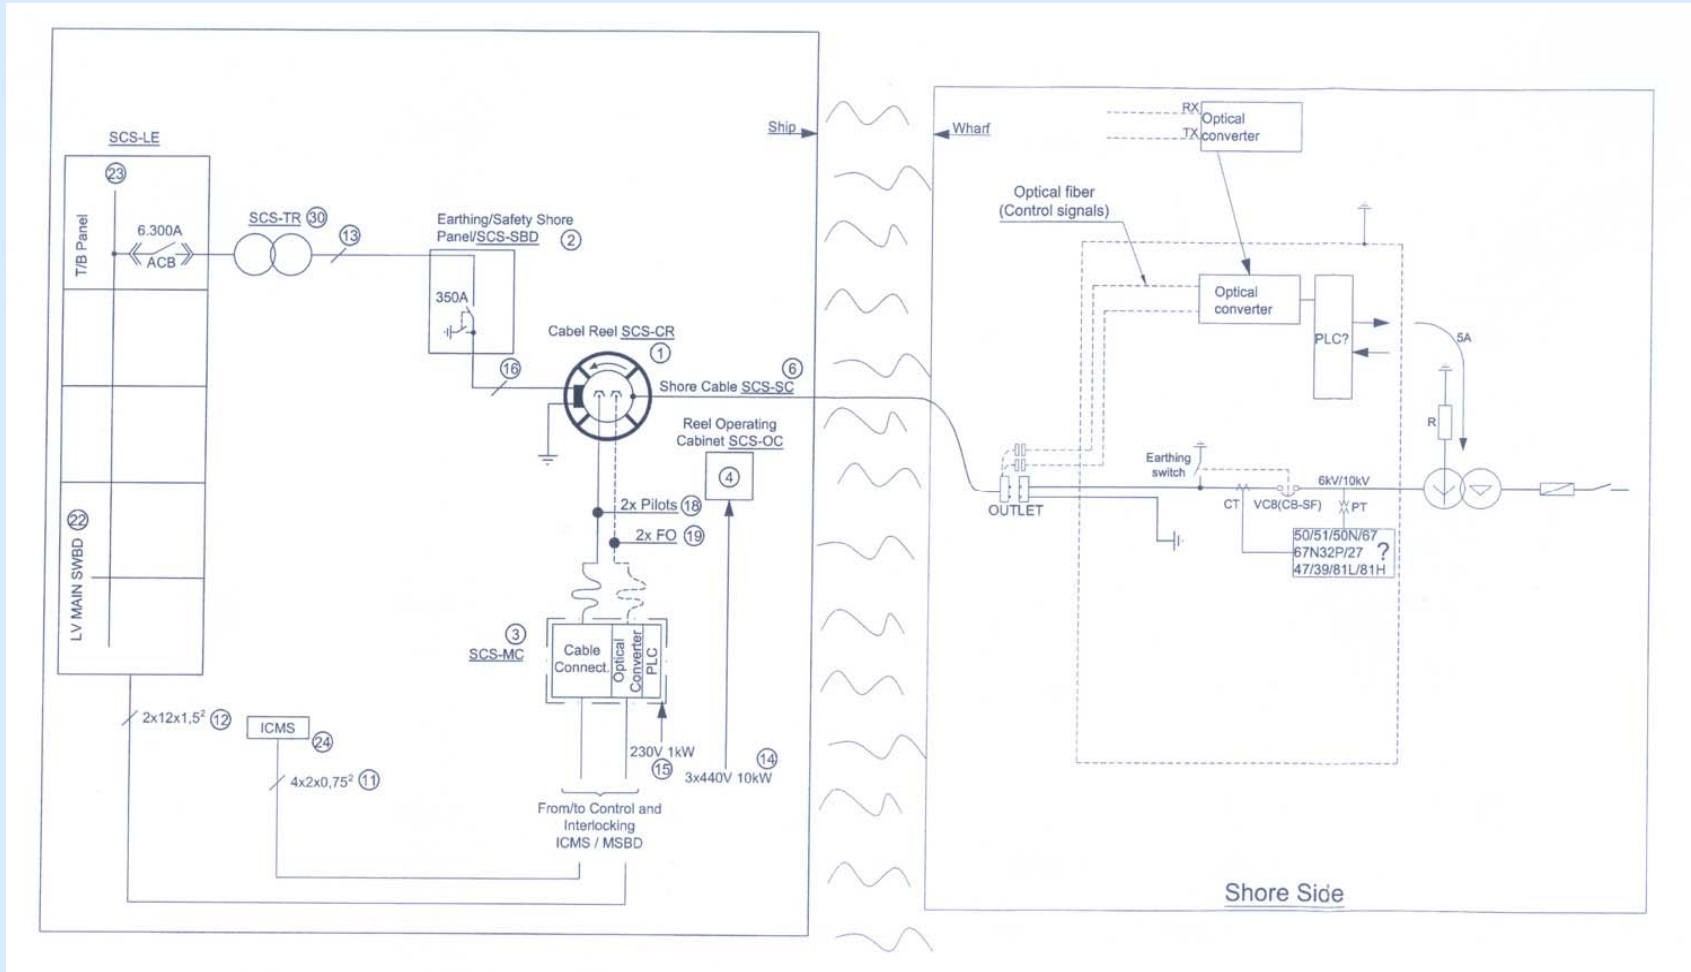 SCS-LE
23
T/B Panel
6.300A
ACB
SCS-TR 30
13
Earthing/Safety Shore
Panel/SCS-SBD 2
350A
16
Cabel Reel SCS-CR
1
Ship
Wharf
6
Shore Cable SCS-SC
Reel Operating
Cabinet SCS-OC
4
2x Pilots 18
2x FO 19
22
LV MAIN SWBD
3
SCS-MC
Cable
Connect.
Optical
Converter
PLC
2x12x1,5² 12
ICMS
24
4x2x0,75² 11
230V 1kW
15
14
3x440V 10kW
From/to Control and
Interlocking
ICMS / MSBD
RX
TX
Optical
converter
Optical fiber
(Control signals)
Optical
converter
PLC?
5A
R
Earthing
switch
OUTLET
CT
VC8(CB-SF)
6kV/10kV
PT
50/51/50N/67
67N32P/27 ?
47/39/81L/81H
Shore Side